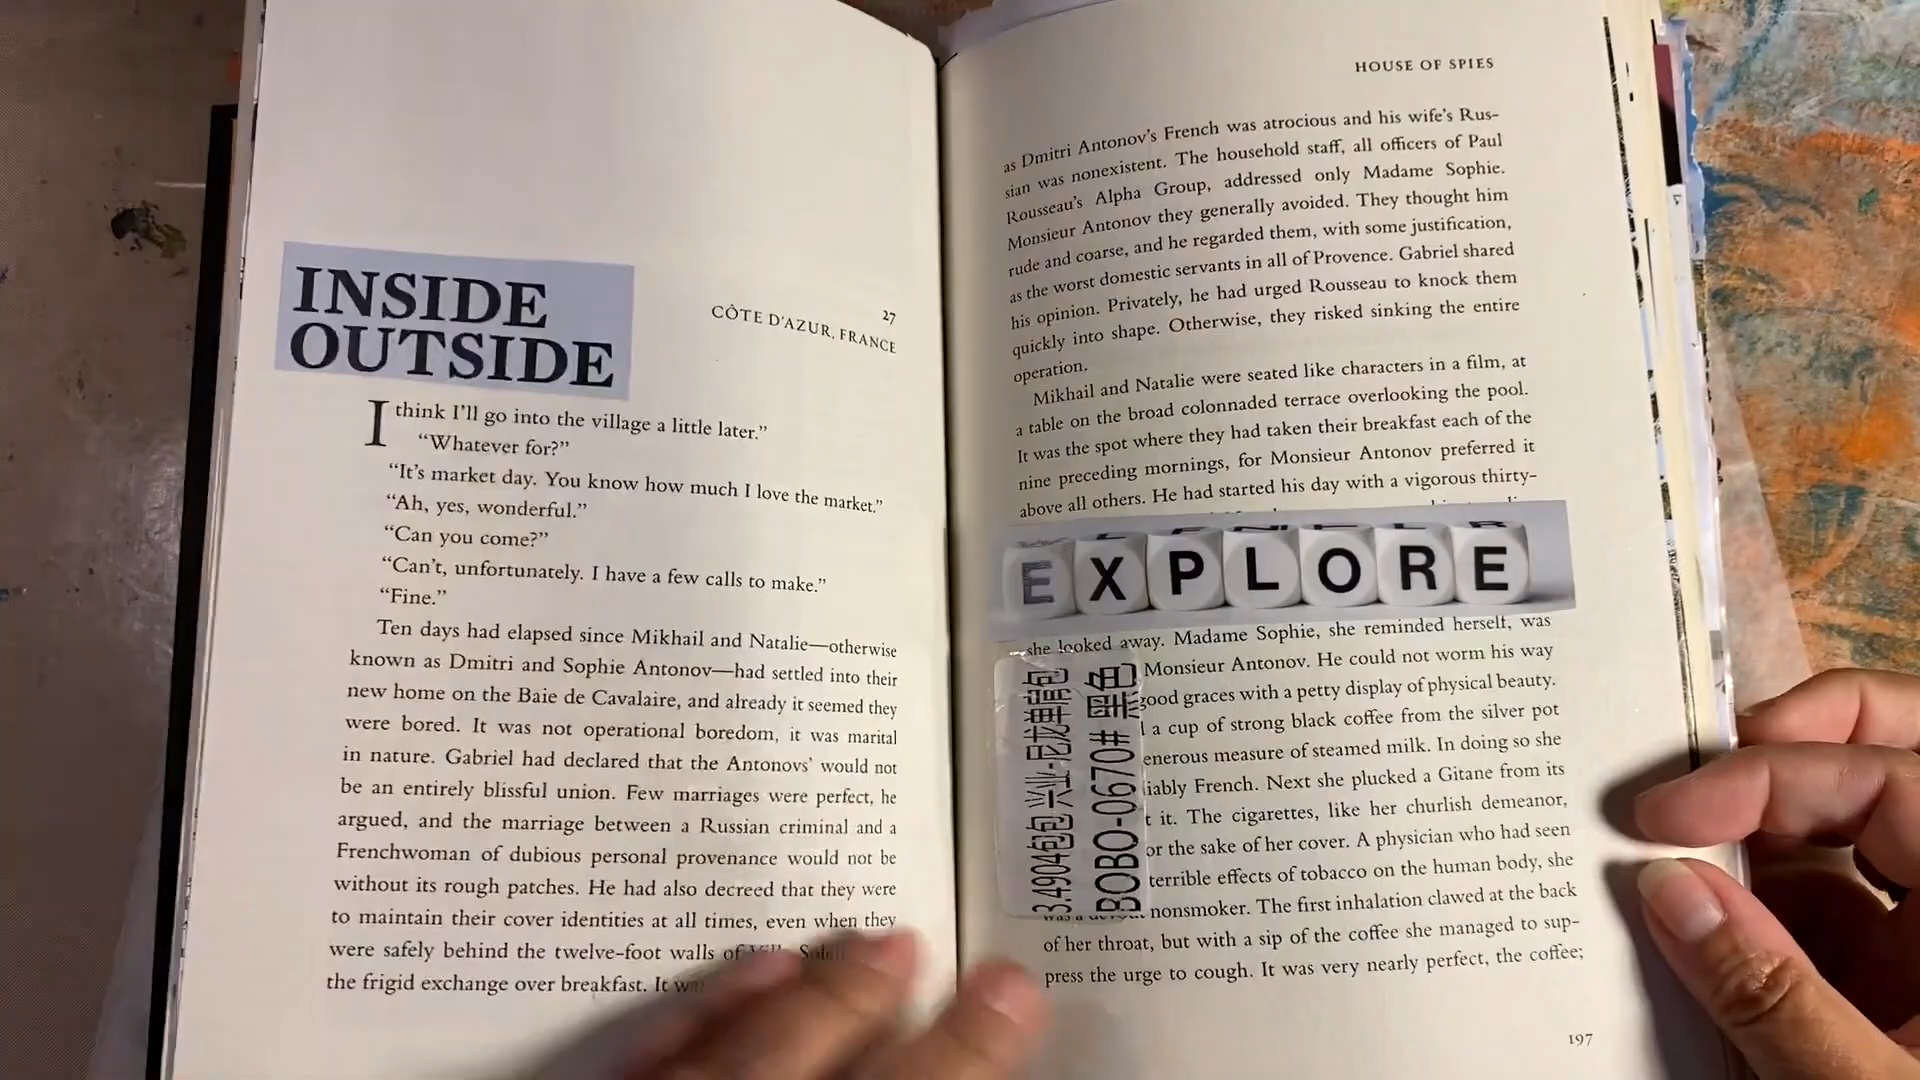 INSIDE
OUTSIDE
27
CÔTE D'AZUR, FRANCE
I think I'll go into the village a little later.”
“Whatever for?”
“It's market day. You know how much I love the market.”
“Ah, yes, wonderful.”
“Can you come?”
“Can't, unfortunately. I have a few calls to make.”
“Fine.”
Ten days had elapsed since Mikhail and Natalie—otherwise
known as Dmitri and Sophie Antonov—had settled into their
new home on the Baie de Cavalaire, and already it seemed they
were bored. It was not operational boredom, it was marital
in nature. Gabriel had declared that the Antonovs' would not
be an entirely blissful union. Few marriages were perfect, he
argued, and the marriage between a Russian criminal and a
Frenchwoman of dubious personal provenance would not be
without its rough patches. He had also decreed that they were
to maintain their cover identities at all times, even when they
were safely behind the twelve-foot walls of
the frigid exchange over breakfast. It
HOUSE OF SPIES
as Dmitri Antonov's French was atrocious and his wife's Rus-
sian was nonexistent. The household staff, all officers of Paul
Rousseau's Alpha Group, addressed only Madame Sophie.
Monsieur Antonov they generally avoided. They thought him
rude and coarse, and he regarded them, with some justification,
as the worst domestic servants in all of Provence. Gabriel shared
his opinion. Privately, he had urged Rousseau to knock them
quickly into shape. Otherwise, they risked sinking the entire
operation.
Mikhail and Natalie were seated like characters in a film, at
a table on the broad colonnaded terrace overlooking the pool.
It was the spot where they had taken their breakfast each of the
nine preceding mornings, for Monsieur Antonov preferred it
above all others. He had started his day with a vigorous thirty-
EXPLORE
she looked away. Madame Sophie, she reminded herself, was
Monsieur Antonov. He could not worm his way
good graces with a petty display of physical beauty.
a cup of strong black coffee from the silver pot
enerous measure of steamed milk. In doing so she
iably French. Next she plucked a Gitane from its
t it. The cigarettes, like her churlish demeanor,
or the sake of her cover. A physician who had seen
terrible effects of tobacco on the human body, she
nonsmoker. The first inhalation clawed at the back
of her throat, but with a sip of the coffee she managed to sup-
press the urge to cough. It was very nearly perfect, the coffee;
3.4904包包兴业-尼龙单肩包
BOBO-0670#黑色
197